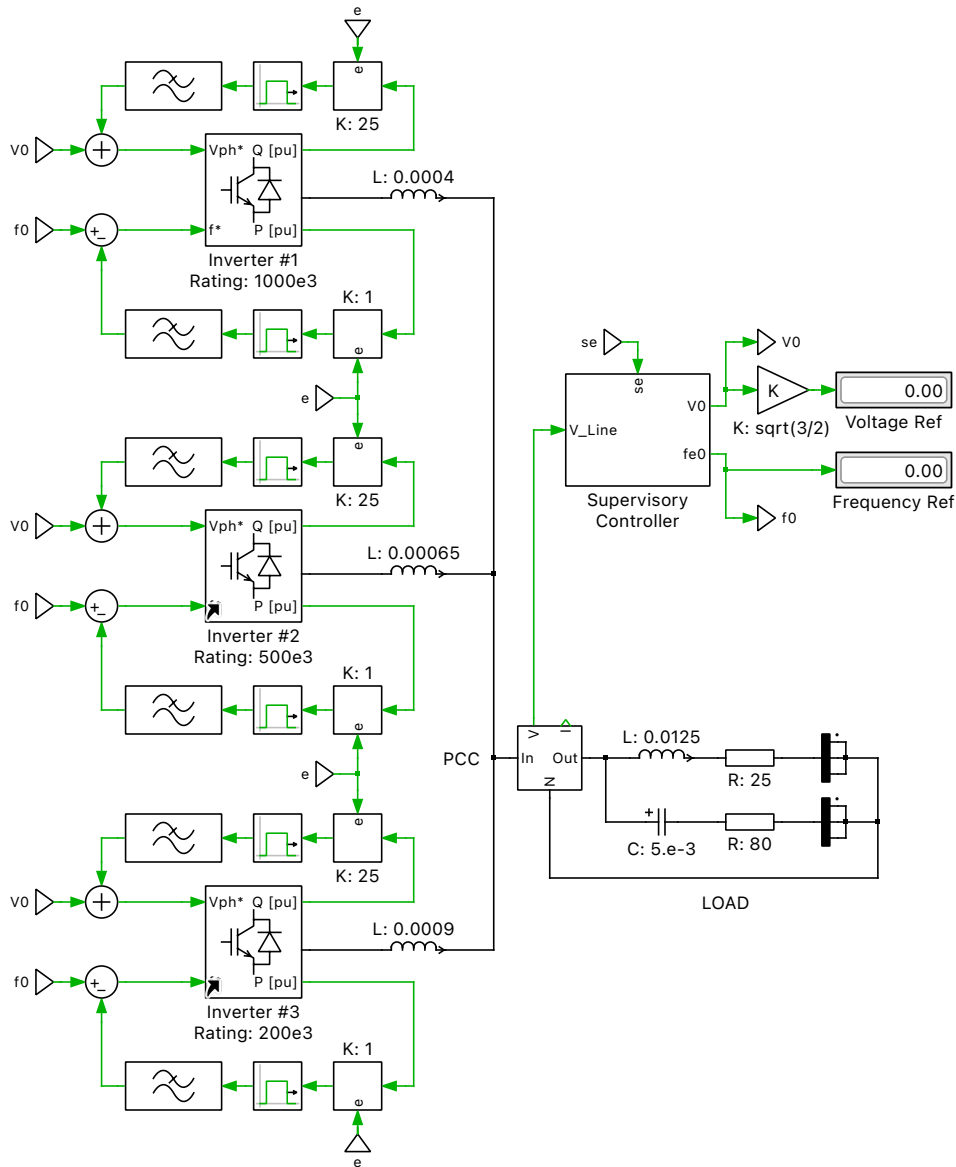 e
e
K: 25
V0
+
Vph* Q [pu]
L: 0.0004
f0
+
−
f* P [pu]
Inverter #1
Rating: 1000e3
K: 1
e
e
e
K: 25
V0
+
Vph* Q [pu]
L: 0.00065
f0
+
−
P [pu]
Inverter #2
Rating: 500e3
K: 1
e
e
e
K: 25
V0
+
Vph* Q [pu]
L: 0.0009
f0
+
−
P [pu]
Inverter #3
Rating: 200e3
K: 1
e
e
se
se
V0
V_Line
V0
fe0
Supervisory
Controller
K
K: sqrt(3/2)
0.00
Voltage Ref
0.00
Frequency Ref
f0
PCC
V I
In Out
N
L: 0.0125
R: 25
+
C: 5.e-3
R: 80
LOAD